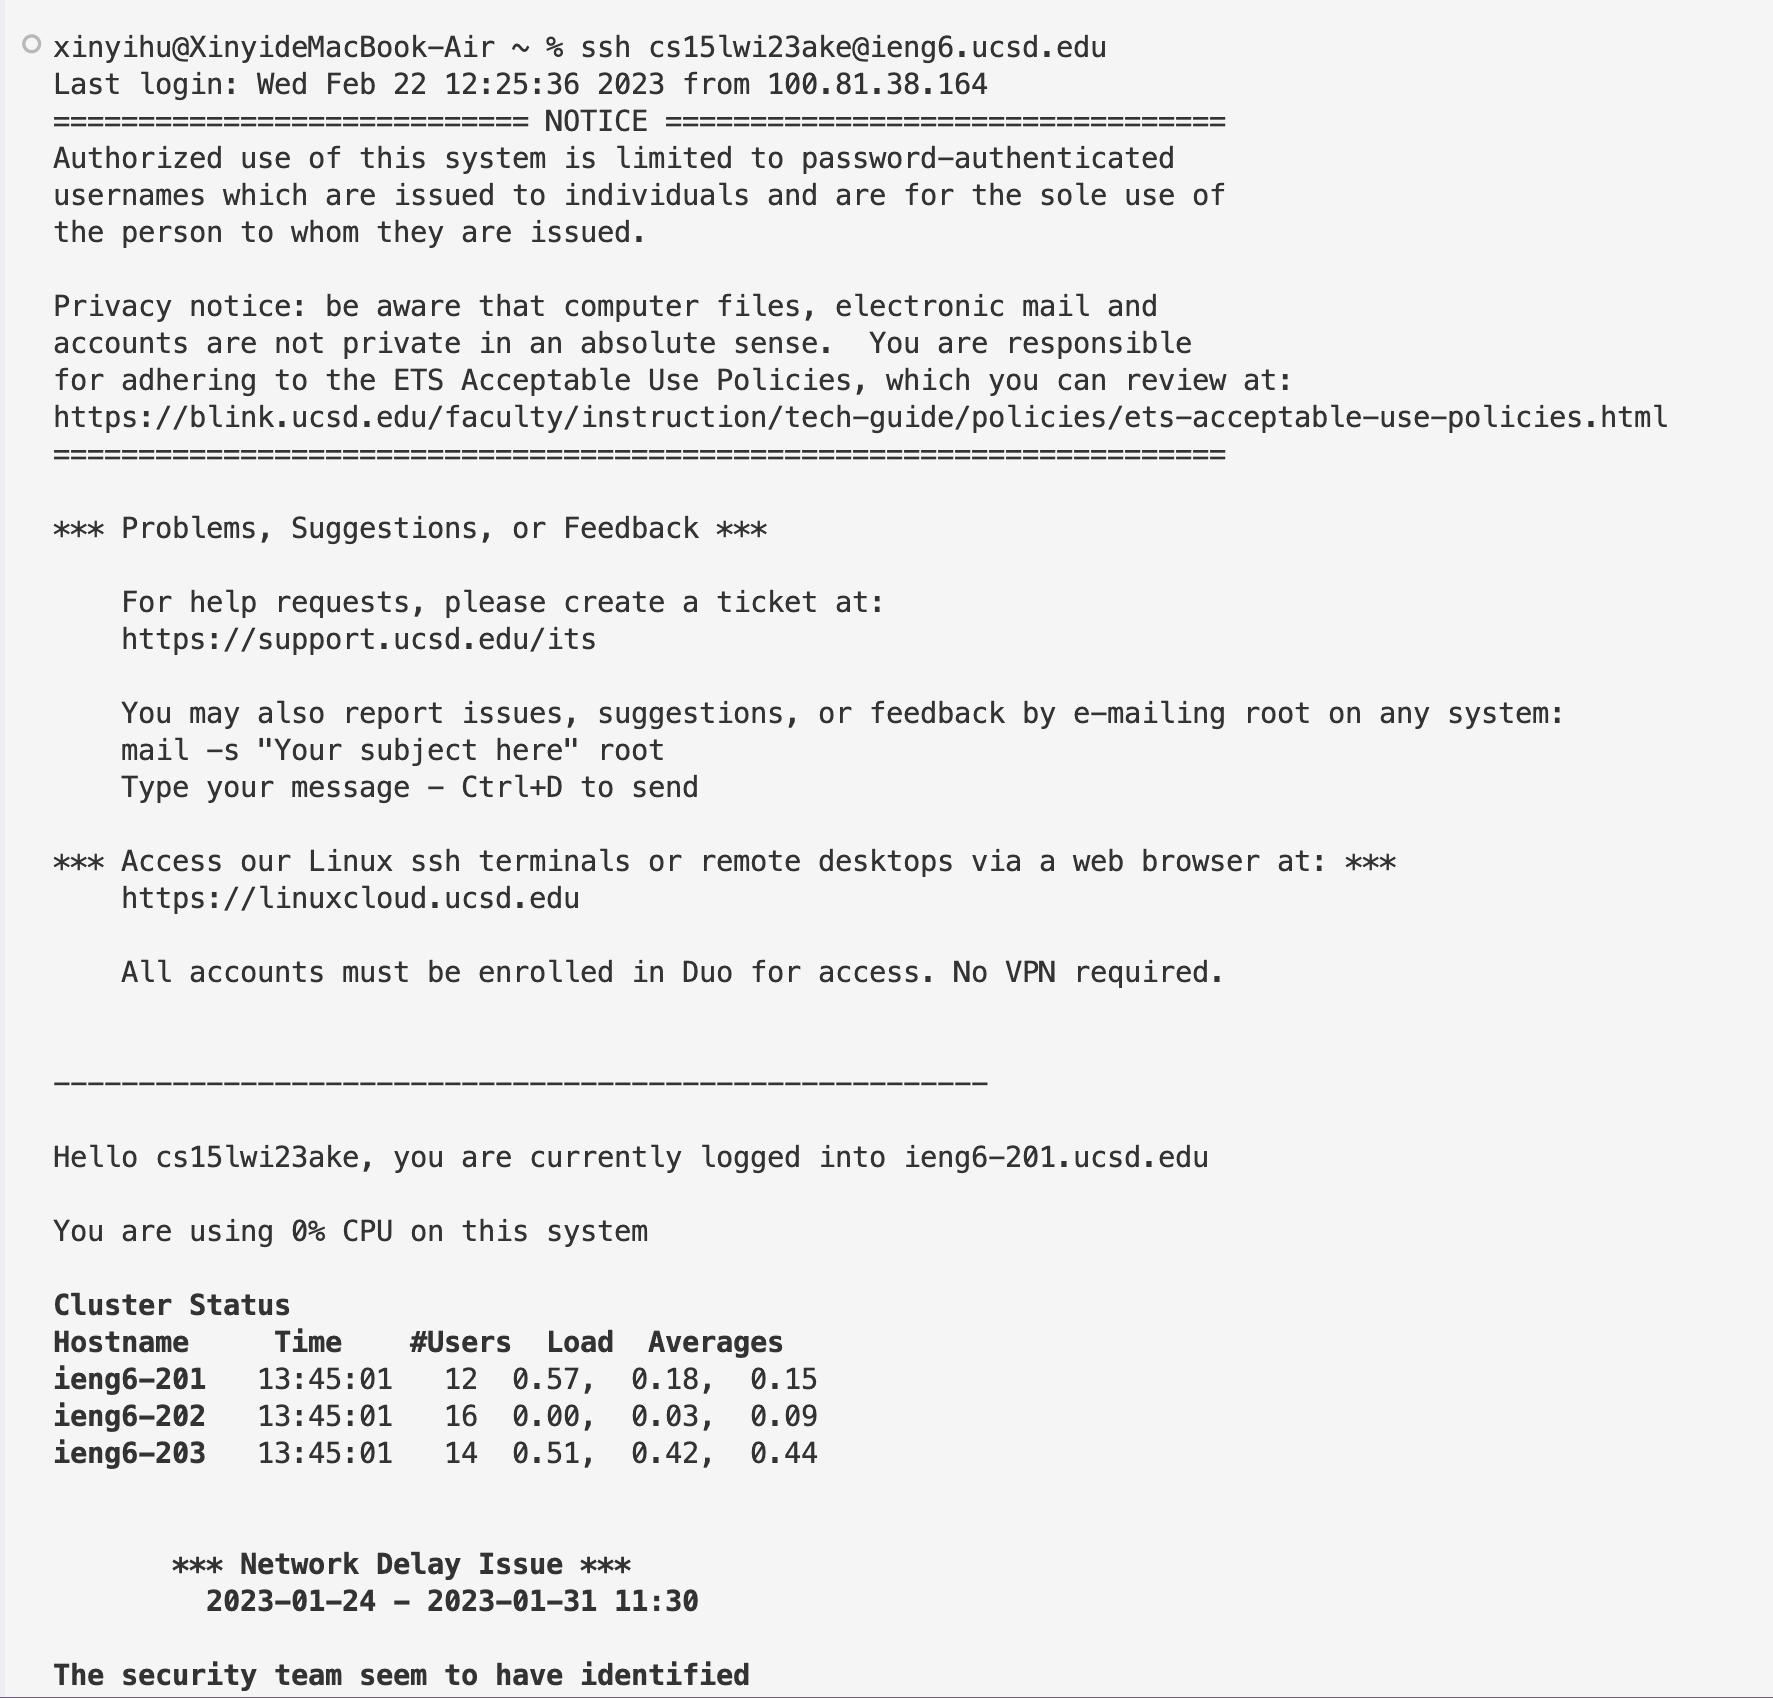 xinyihu@XinyideMacBook-Air ~ % ssh cs15lwi23ake@ieng6.ucsd.edu
Last login: Wed Feb 22 12:25:36 2023 from 100.81.38.164
============================ NOTICE =================================
Authorized use of this system is limited to password-authenticated
usernames which are issued to individuals and are for the sole use of
the person to whom they are issued.

Privacy notice: be aware that computer files, electronic mail and
accounts are not private in an absolute sense.  You are responsible
for adhering to the ETS Acceptable Use Policies, which you can review at:
https://blink.ucsd.edu/faculty/instruction/tech-guide/policies/ets-acceptable-use-policies.html
=====================================================================

*** Problems, Suggestions, or Feedback ***

    For help requests, please create a ticket at:
    https://support.ucsd.edu/its

    You may also report issues, suggestions, or feedback by e-mailing root on any system:
    mail -s "Your subject here" root
    Type your message - Ctrl+D to send

*** Access our Linux ssh terminals or remote desktops via a web browser at: ***
    https://linuxcloud.ucsd.edu

    All accounts must be enrolled in Duo for access. No VPN required.


-------------------------------------------------------

Hello cs15lwi23ake, you are currently logged into ieng6-201.ucsd.edu

You are using 0% CPU on this system

Cluster Status
Hostname     Time    #Users  Load  Averages
ieng6-201   13:45:01   12  0.57,  0.18,  0.15
ieng6-202   13:45:01   16  0.00,  0.03,  0.09
ieng6-203   13:45:01   14  0.51,  0.42,  0.44


       *** Network Delay Issue ***
         2023-01-24 - 2023-01-31 11:30

The security team seem to have identified